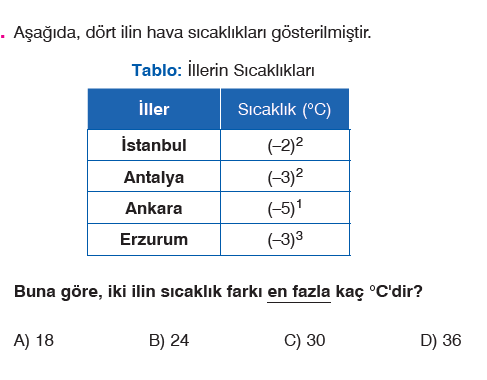 . Aşağıda, dört ilin hava sıcaklıkları gösterilmiştir.
Tablo: İllerin Sıcaklıkları
İller Sıcaklık (°C)
İstanbul (–2)²
Antalya (–3)²
Ankara (–5)¹
Erzurum (–3)³
Buna göre, iki ilin sıcaklık farkı en fazla kaç °C'dir?
A) 18 B) 24 C) 30 D) 36